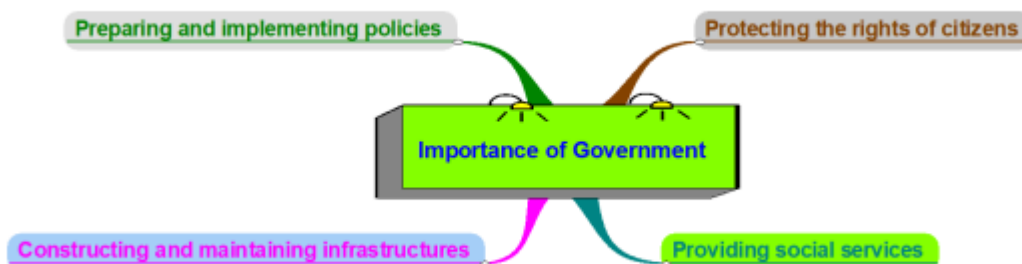 Preparing and implementing policies
Protecting the rights of citizens
Importance of Government
Constructing and maintaining infrastructures
Providing social services